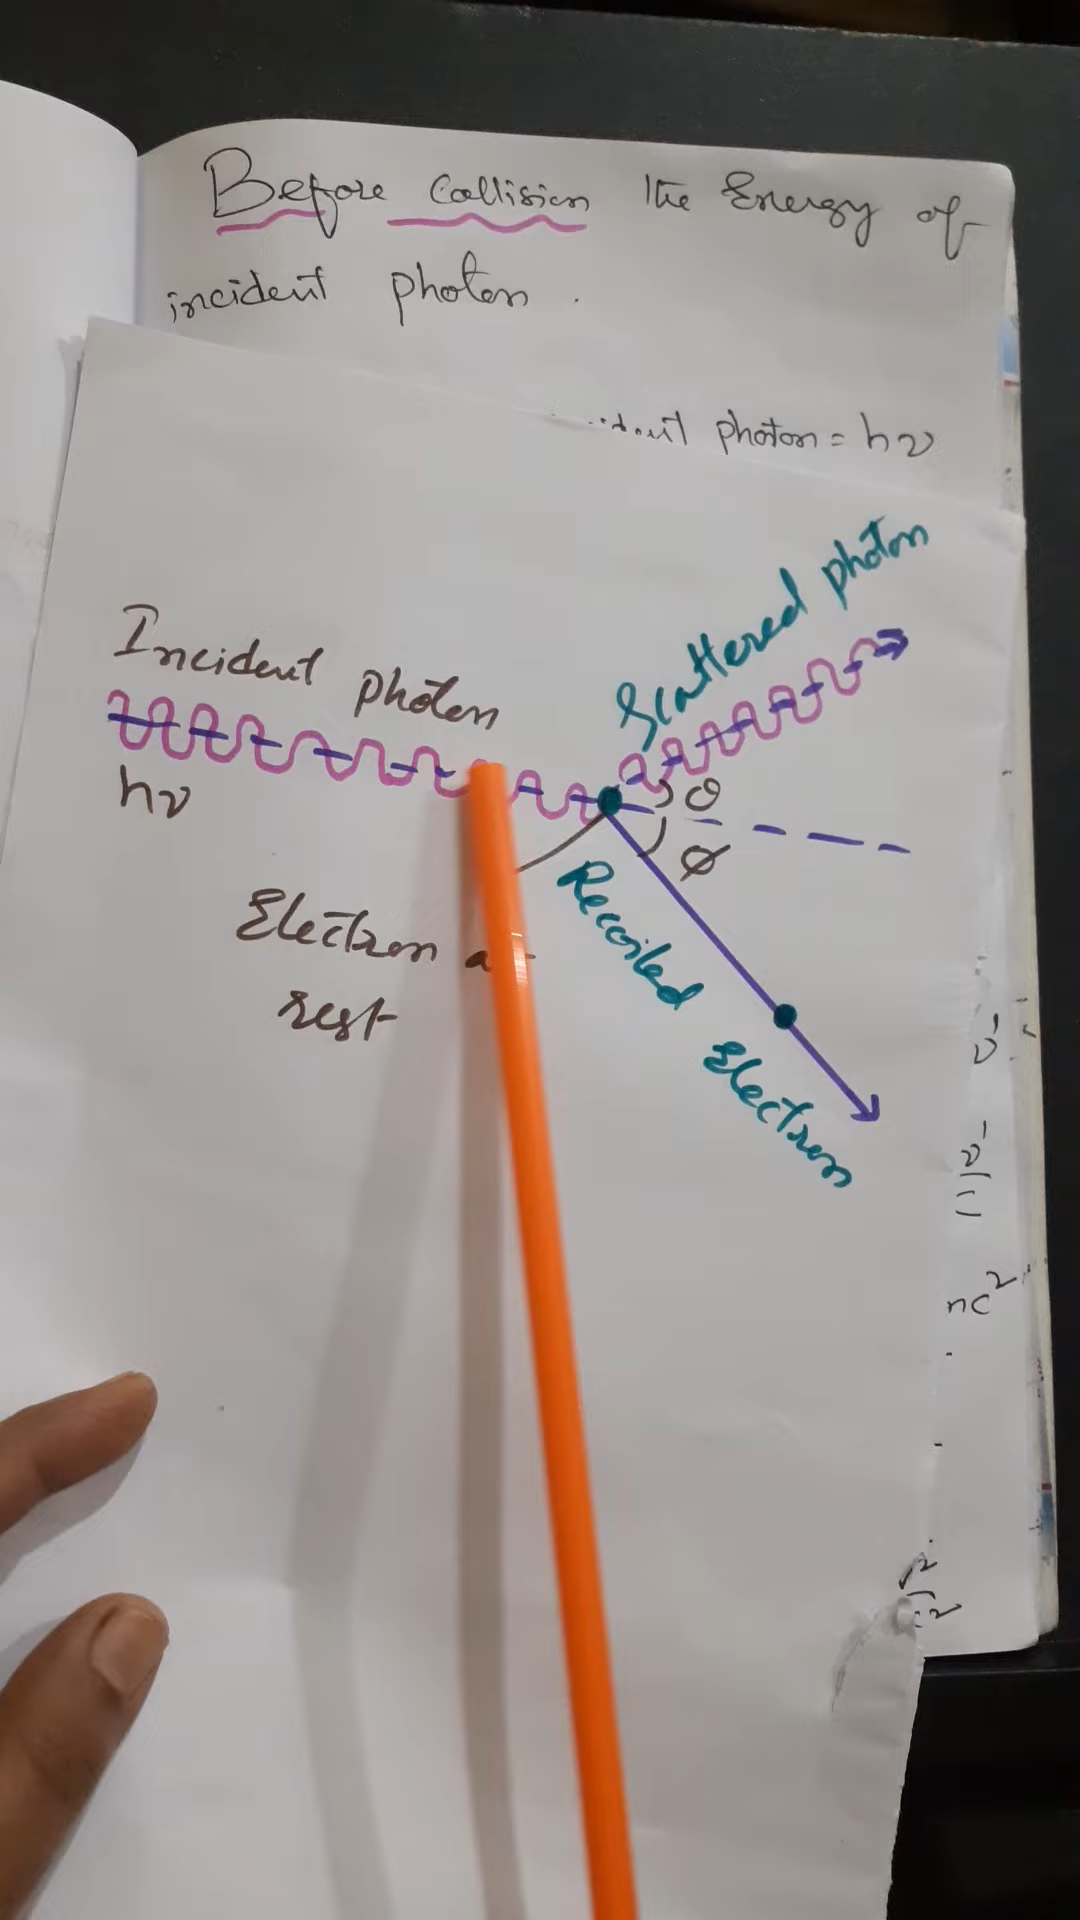 Before Collision the Energy of
incident photon.
photon = hν
Scattered photon
Incident photon
hν
θ
φ
Electron
rest
Recoiled Electron